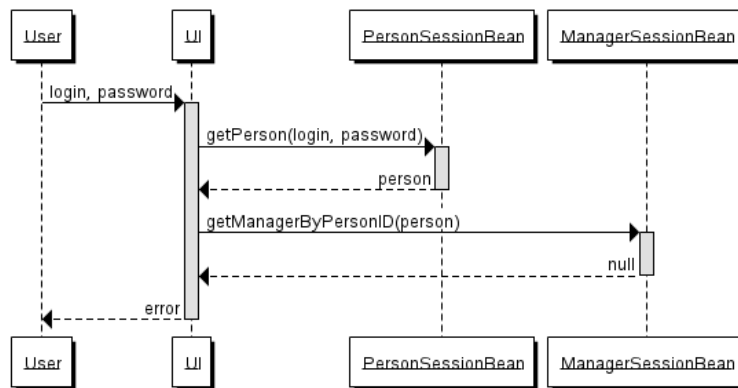 User UI PersonSessionBean ManagerSessionBean
login, password
getPerson(login, password)
person
getManagerByPersonID(person)
null
error
User UI PersonSessionBean ManagerSessionBean